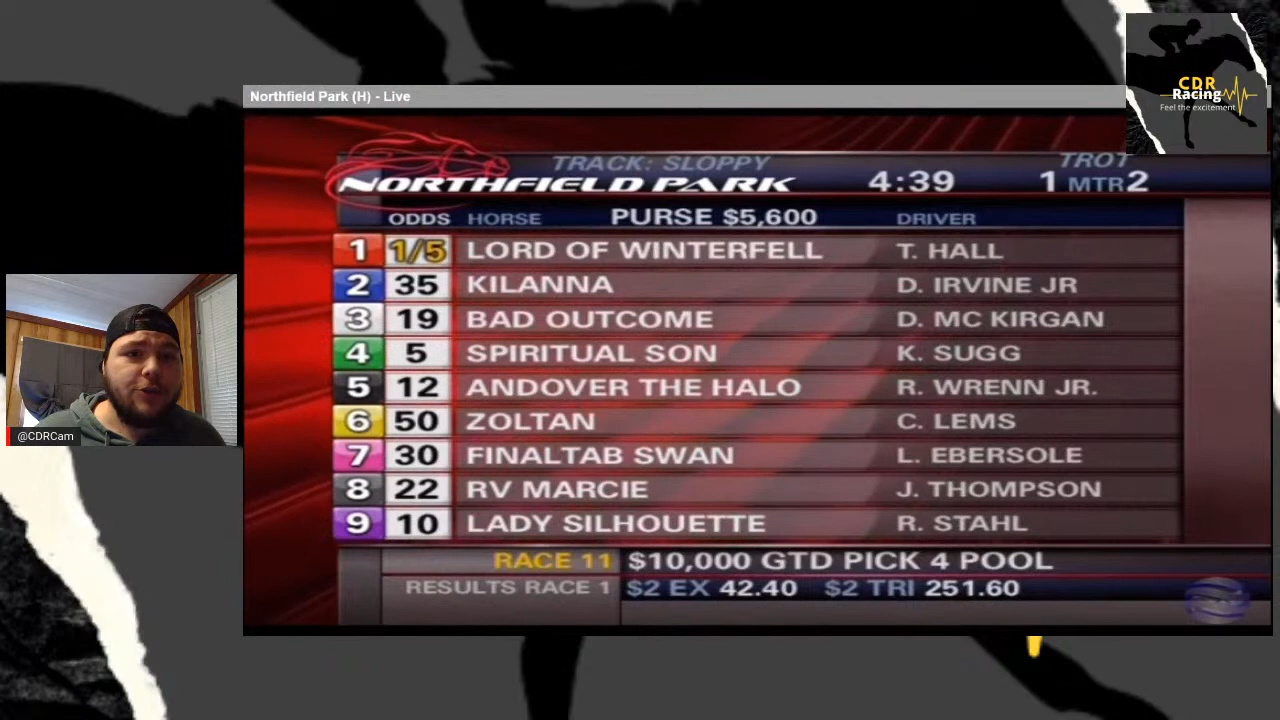 CDR
Racing
Feel the excitement
Northfield Park (H) - Live
TRACK: SLOPPY
TROT
NORTHFIELD PARK 4:39 1 MTR 2
ODDS HORSE PURSE $5,600 DRIVER
1 1/5 LORD OF WINTERFELL T. HALL
2 35 KILANNA D. IRVINE JR
3 19 BAD OUTCOME D. MC KIRGAN
4 5 SPIRITUAL SON K. SUGG
5 12 ANDOVER THE HALO R. WRENN JR.
6 50 ZOLTAN C. LEMS
7 30 FINALTAB SWAN L. EBERSOLE
8 22 RV MARCIE J. THOMPSON
9 10 LADY SILHOUETTE R. STAHL
RACE 11 $10,000 GTD PICK 4 POOL
RESULTS RACE 1 $2 EX 42.40 $2 TRI 251.60
@CDRCam